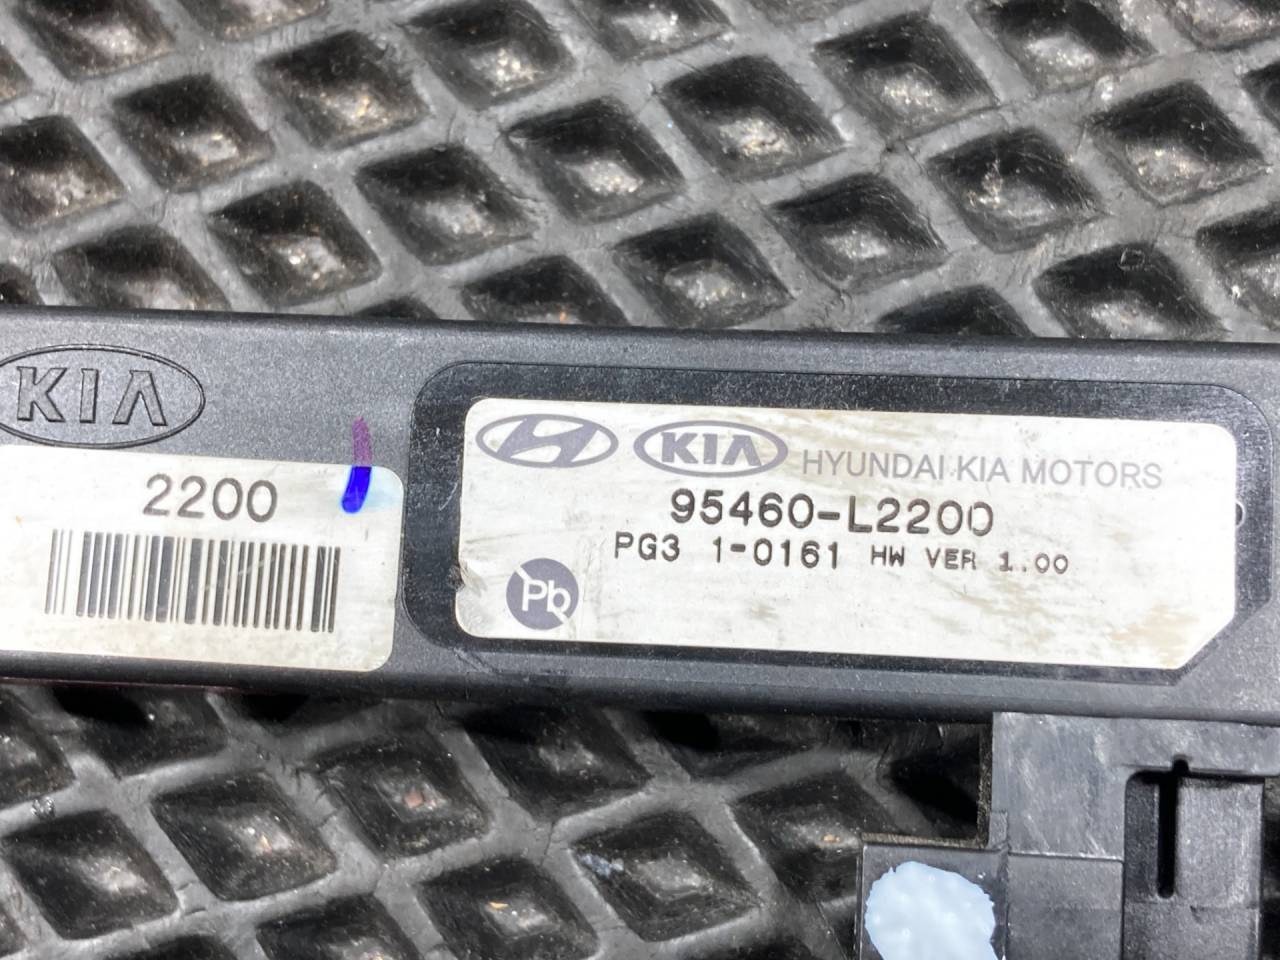 KIA
2200
KIA HYUNDAI·KIA MOTORS
95460-L2200
PG3 1-0161 HW VER 1.00
Pb